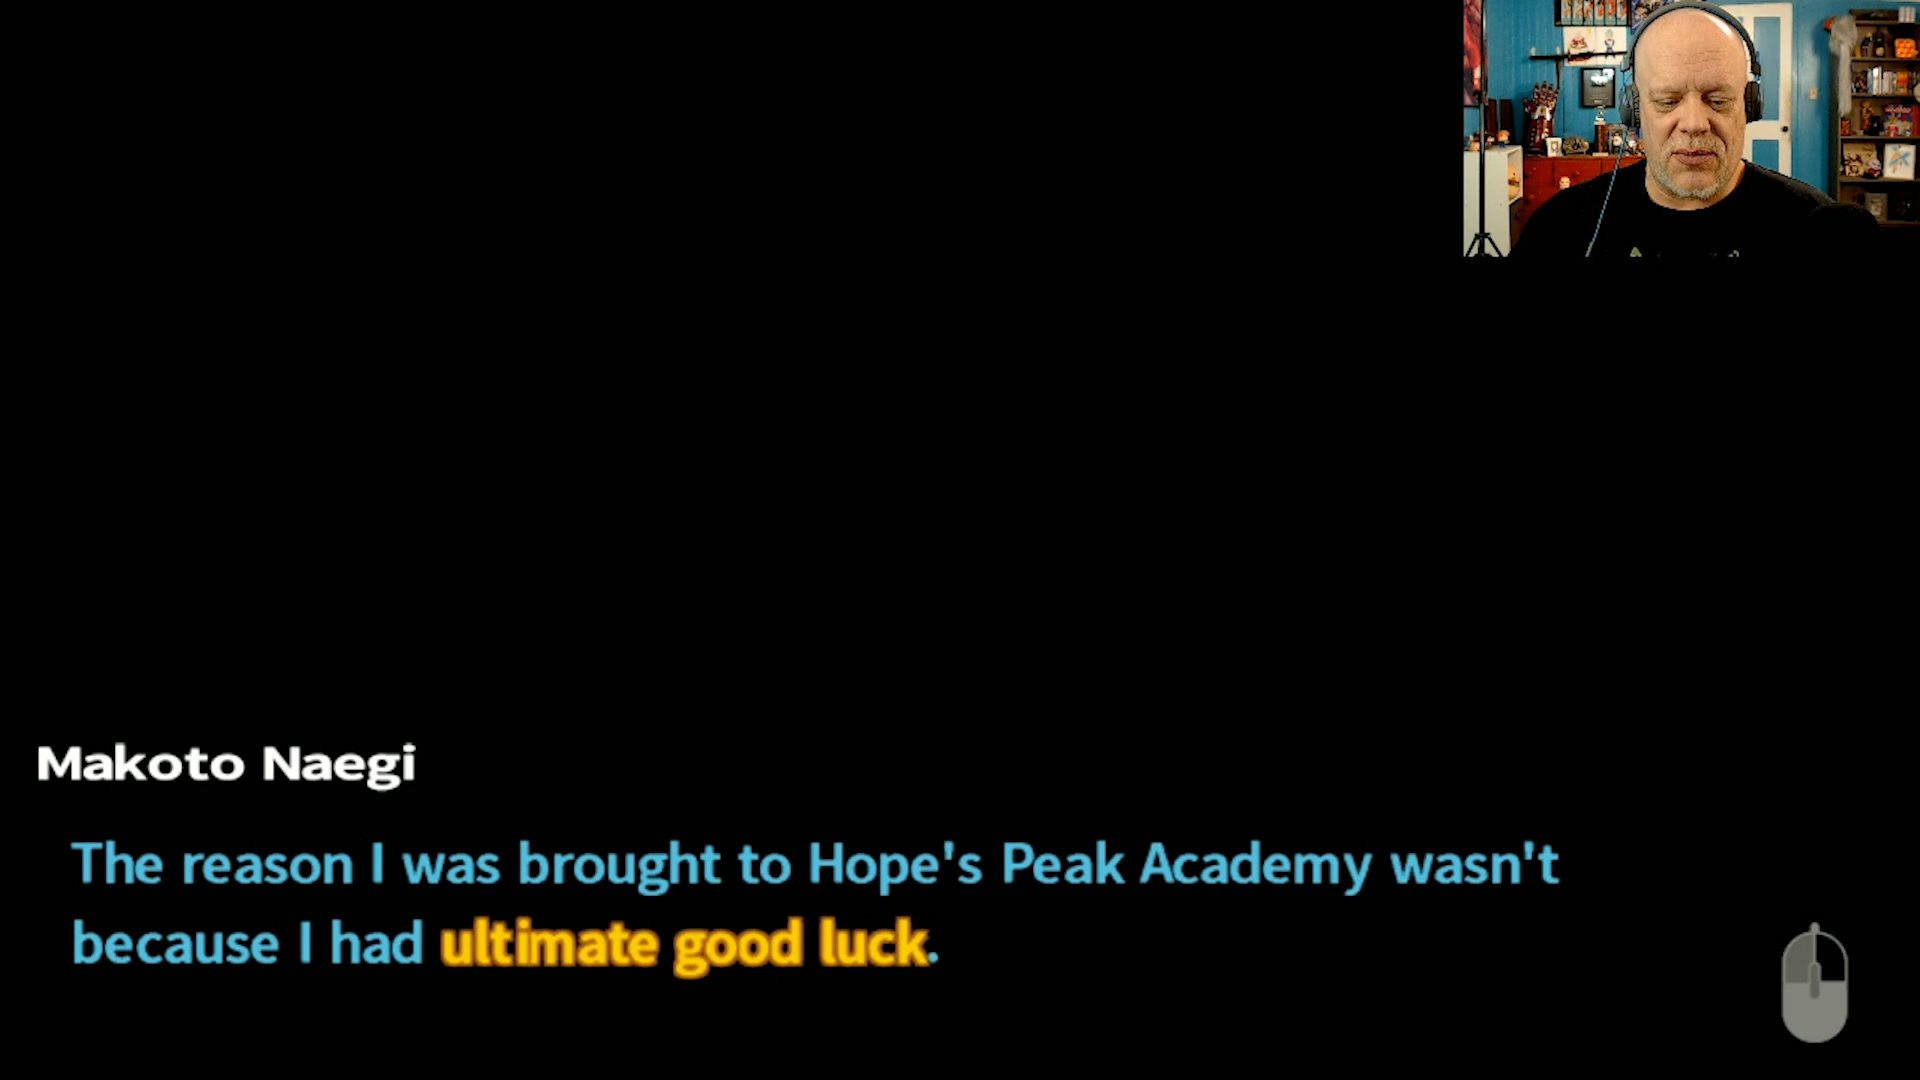 Makoto Naegi
The reason I was brought to Hope's Peak Academy wasn't
because I had ultimate good luck.